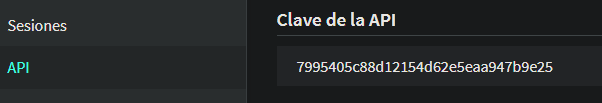 Clave de la API
Sesiones
API
7995405c88d12154d62e5eaa947b9e25